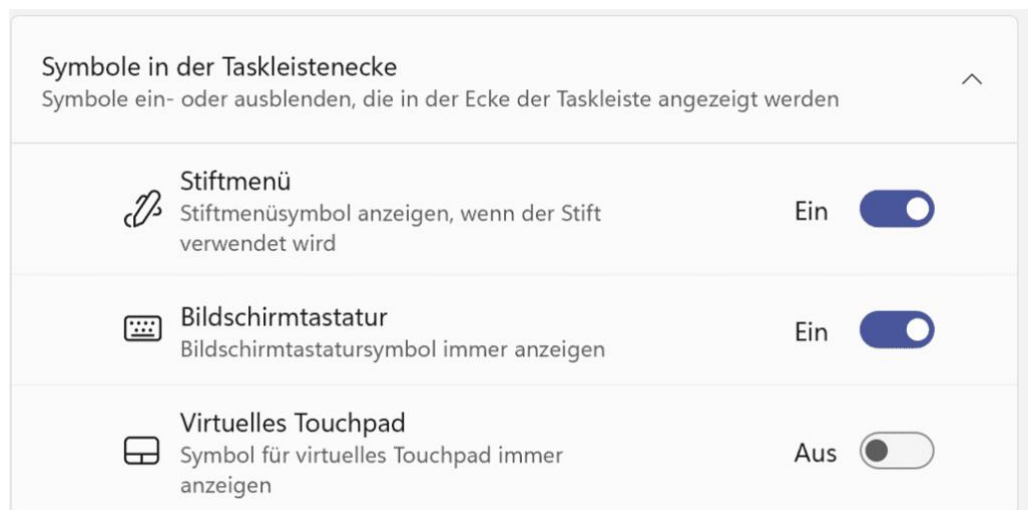 Symbole in der Taskleistenecke
Symbole ein- oder ausblenden, die in der Ecke der Taskleiste angezeigt werden
Stiftmenü
Stiftmenüsymbol anzeigen, wenn der Stift
verwendet wird
Ein
Bildschirmtastatur
Bildschirmtastatursymbol immer anzeigen
Ein
Virtuelles Touchpad
Symbol für virtuelles Touchpad immer
anzeigen
Aus